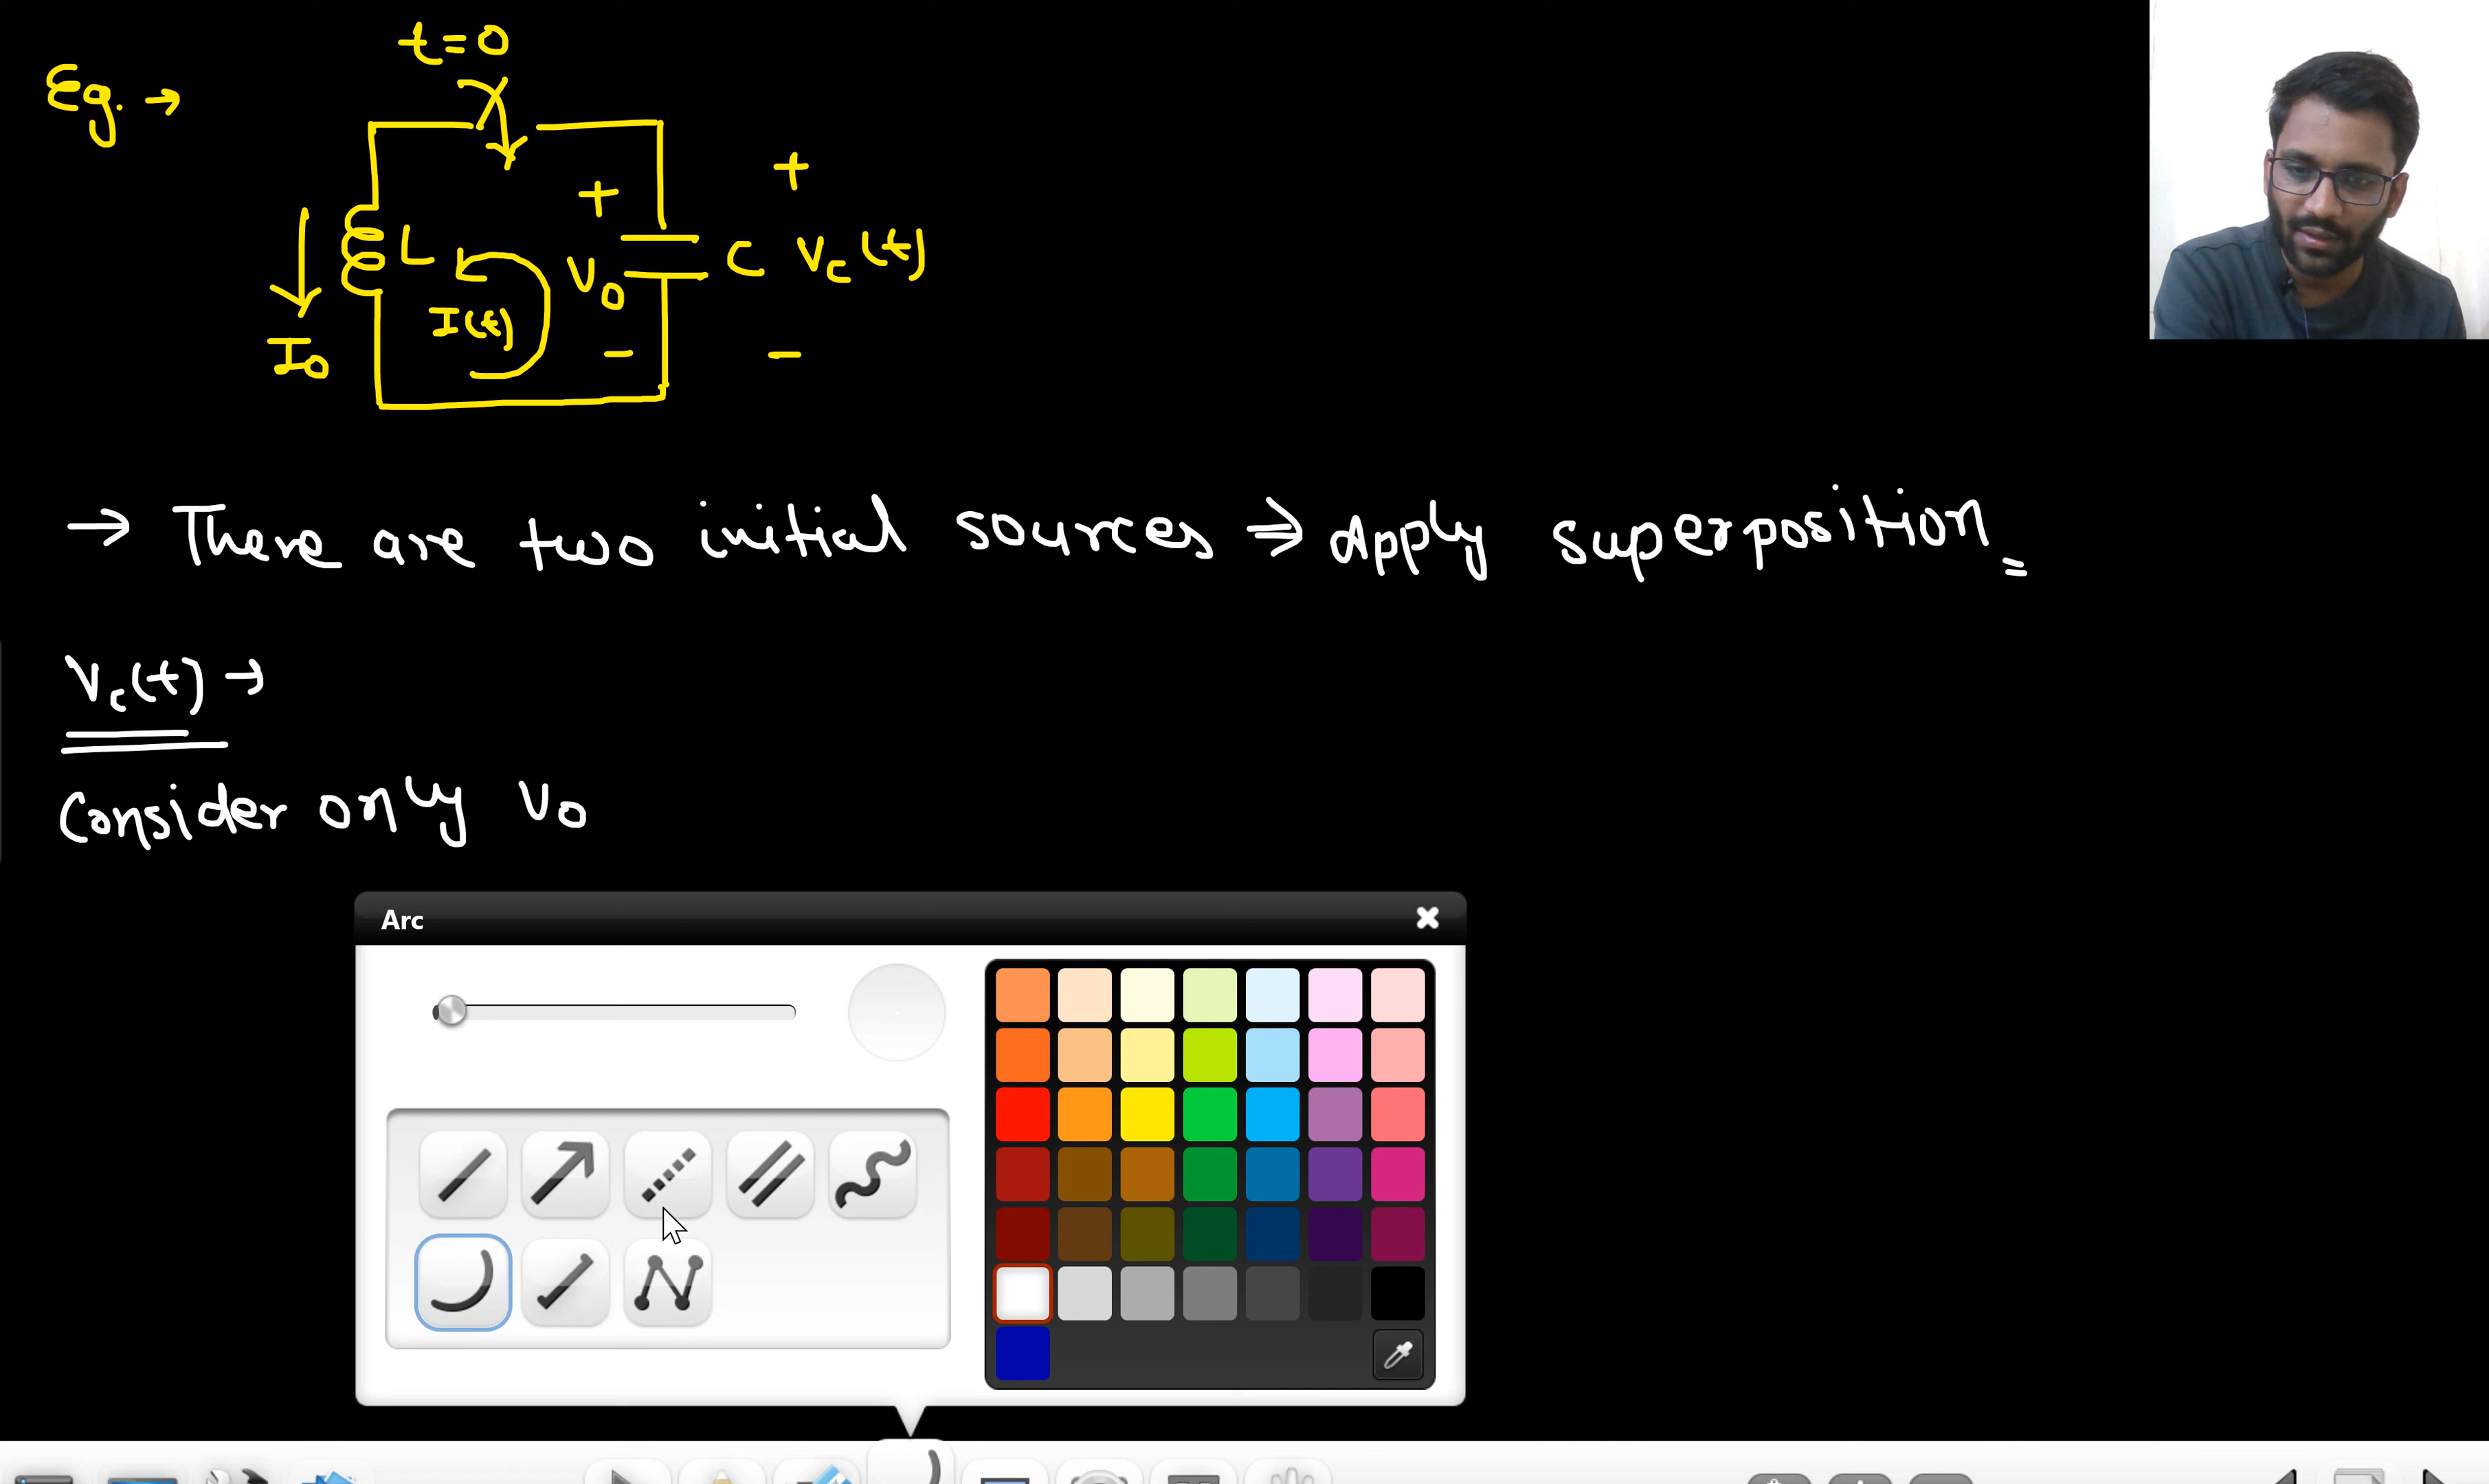 t=0
Eg. →
+
+
L
V₀
C
Vc(t)
I(t)
I₀
-
-
→ There are two initial sources ⇒ Apply superposition
Vc(t) →
Consider only V₀
Arc